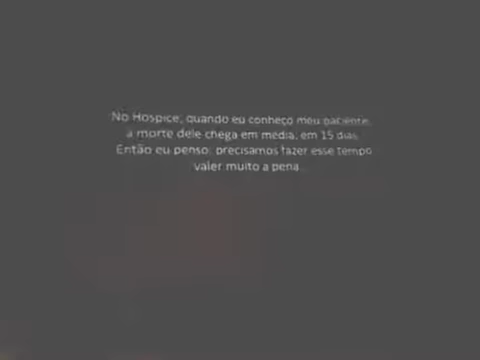 No Hospice, quando eu conheço meu paciente,
a morte dele chega em média, em 15 dias.
Então eu penso: precisamos fazer esse tempo
valer muito a pena.